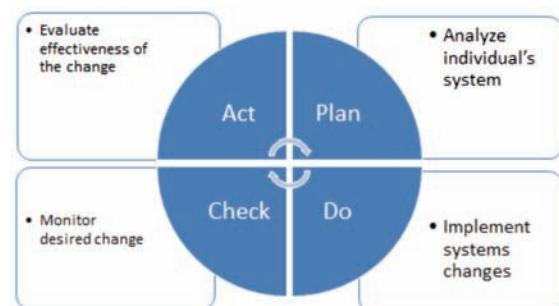 • Evaluate
effectiveness of
the change
• Analyze
individual's
system
Act
Plan
Check
Do
• Monitor
desired change
• Implement
systems
changes